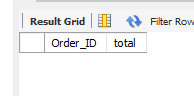 Result Grid Filter Row
Order_ID total